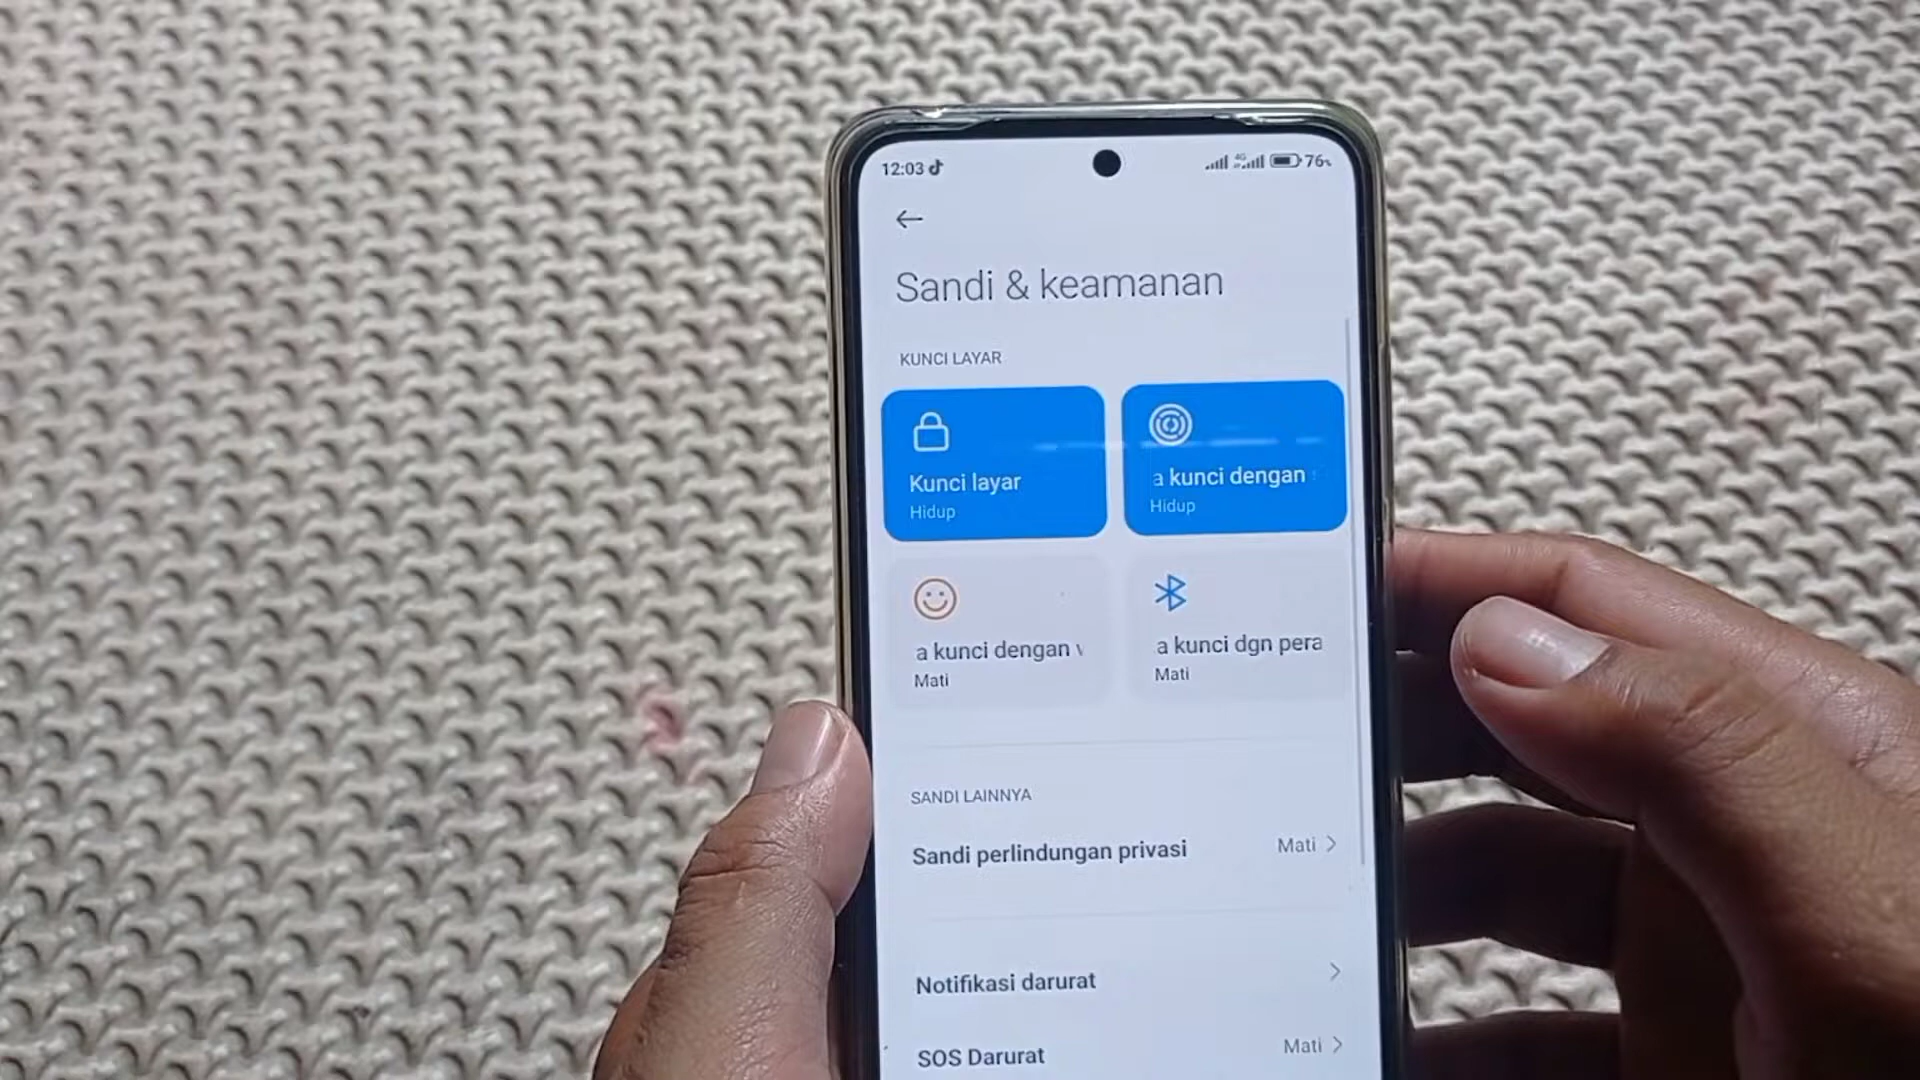 12:03
4G
76%
Sandi & keamanan
KUNCI LAYAR
Kunci layar
Hidup
a kunci dengan
Hidup
a kunci dengan
Mati
a kunci dgn pera
Mati
SANDI LAINNYA
Sandi perlindungan privasi
Mati
Notifikasi darurat
SOS Darurat
Mati